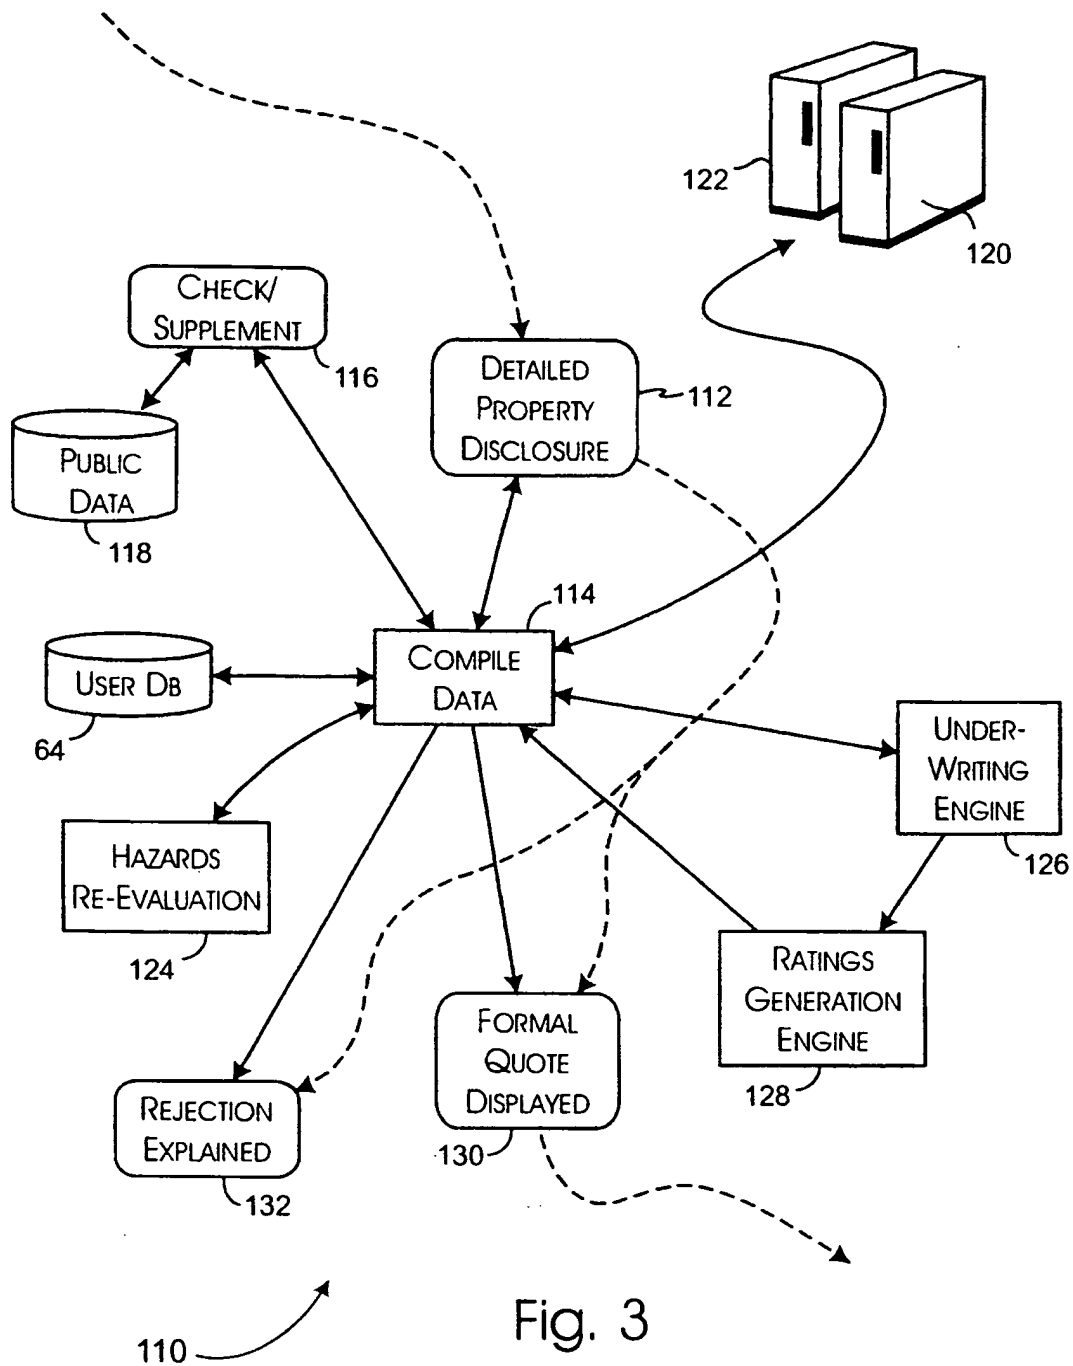 122
120
CHECK/
SUPPLEMENT
116
DETAILED
PROPERTY
DISCLOSURE
112
PUBLIC
DATA
118
114
COMPILE
DATA
USER DB
64
UNDER-
WRITING
ENGINE
126
HAZARDS
RE-EVALUATION
124
RATINGS
GENERATION
ENGINE
128
FORMAL
QUOTE
DISPLAYED
130
REJECTION
EXPLAINED
132
110
Fig. 3